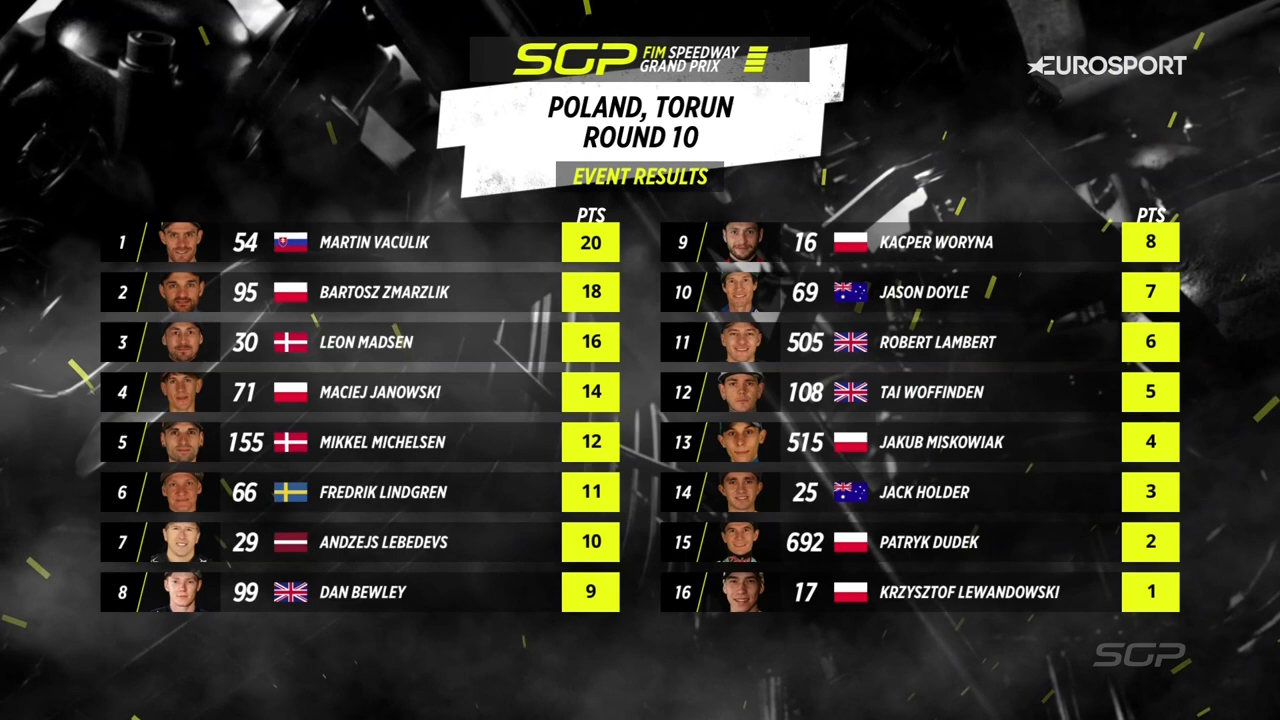 SGP FIM SPEEDWAY GRAND PRIX
EUROSPORT
POLAND, TORUN
ROUND 10
EVENT RESULTS
PTS
1 54 MARTIN VACULIK 20
2 95 BARTOSZ ZMARZLIK 18
3 30 LEON MADSEN 16
4 71 MACIEJ JANOWSKI 14
5 155 MIKKEL MICHELSEN 12
6 66 FREDRIK LINDGREN 11
7 29 ANDZEJS LEBEDEVS 10
8 99 DAN BEWLEY 9
PTS
9 16 KACPER WORYNA 8
10 69 JASON DOYLE 7
11 505 ROBERT LAMBERT 6
12 108 TAI WOFFINDEN 5
13 515 JAKUB MISKOWIAK 4
14 25 JACK HOLDER 3
15 692 PATRYK DUDEK 2
16 17 KRZYSZTOF LEWANDOWSKI 1
SGP